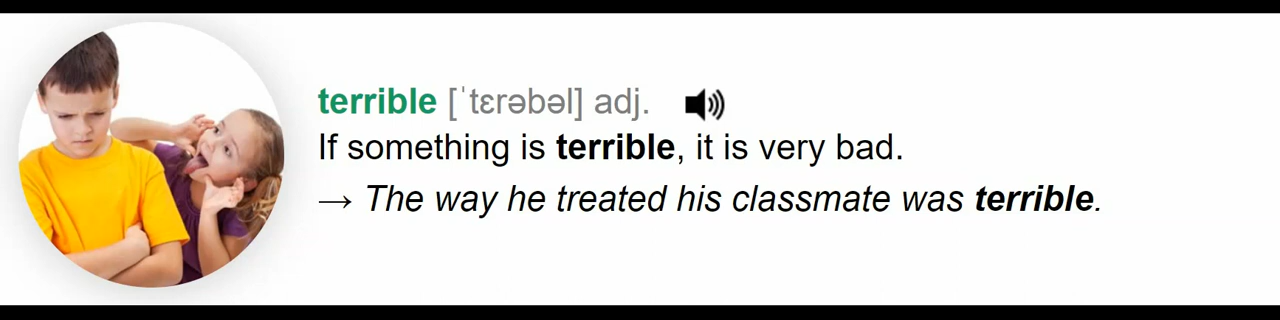 terrible [ˈtɛrəbəl] adj.
If something is terrible, it is very bad.
→ The way he treated his classmate was terrible.